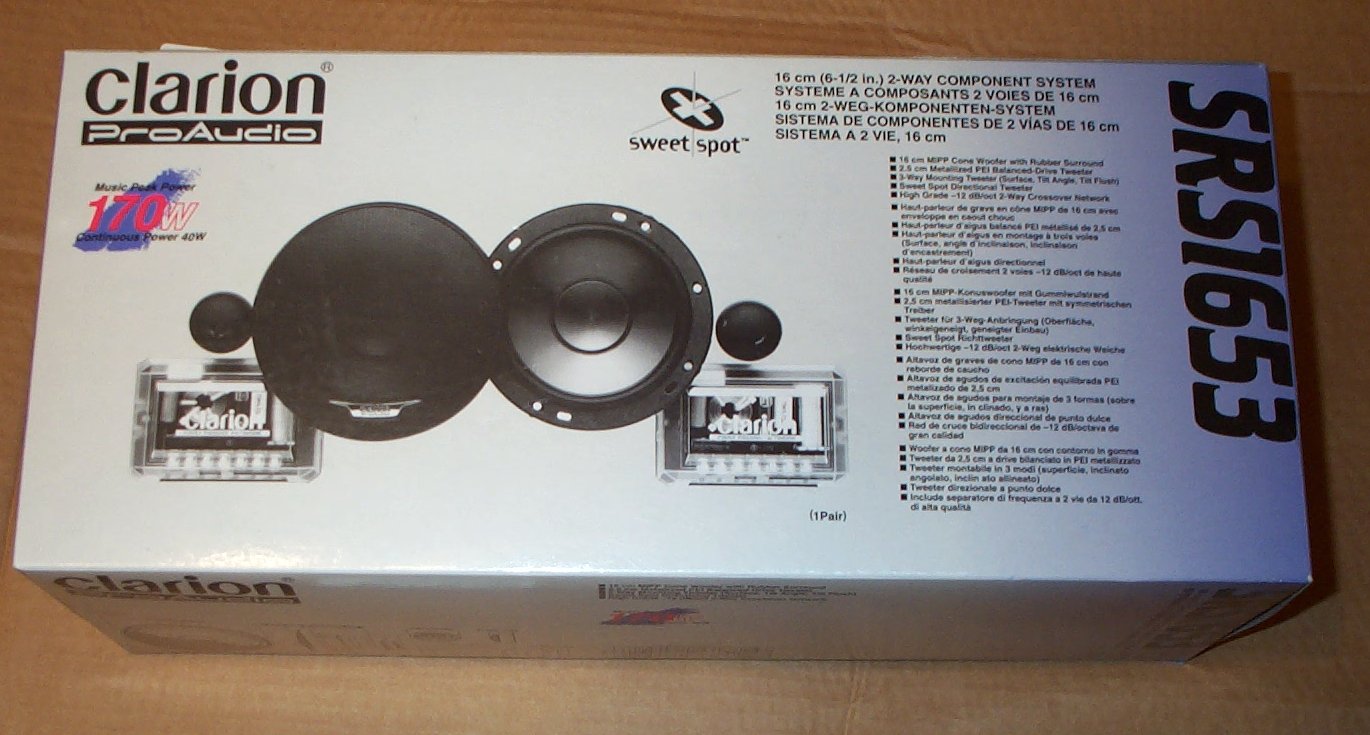 clarion®
ProAudio
Music Peak Power
170W
Continuous Power 40W
sweet spot™
16 cm (6-1/2 in.) 2-WAY COMPONENT SYSTEM
SYSTEME A COMPOSANTS 2 VOIES DE 16 cm
16 cm 2-WEG-KOMPONENTEN-SYSTEM
SISTEMA DE COMPONENTES DE 2 VÍAS DE 16 cm
SISTEMA A 2 VIE, 16 cm
■ 16 cm MIPP Cone Woofer with Rubber Surround
■ 2.5 cm Metallized PEI Balanced-Drive Tweeter
■ 3-Way Mounting Tweeter (Surface, Tilt Angle, Tilt Flush)
■ Sweet Spot Directional Tweeter
■ High Grade –12 dB/oct 2-Way Crossover Network
■ Haut-parleur de grave en cône MIPP de 16 cm avec
enveloppe en caout chouc
■ Haut-parleur d'aigus balancé PEI métallisé de 2,5 cm
■ Haut-parleur d'aigus en montage à trois voies
(Surface, angle d'inclinaison, inclinaison
d'encastrement)
■ Haut-parleur d'aigus directionnel
■ Réseau de croisement 2 voies –12 dB/oct de haute
qualité
■ 16 cm MIPP-Konuswoofer mit Gummiwulstrand
■ 2,5 cm metallisierter PEI-Tweeter mit symmetrischen
Treiber
■ Tweeter für 3-Weg-Anbringung (Oberfläche,
winkelgeneigt, geneigter Einbau)
■ Sweet Spot Richttweeter
■ Hochwertige –12 dB/oct 2-Weg elektrische Weiche
■ Altavoz de graves de cono MIPP de 16 cm con
reborde de caucho
■ Altavoz de agudos de excitación equilibrada PEI
metalizado de 2,5 cm
■ Altavoz de agudos para montaje de 3 formas (sobre
la superficie, in clinado, y a ras)
■ Altavoz de agudos direccional de punto dulce
■ Red de cruce bidireccional de –12 dB/octava de
gran calidad
■ Woofer a cono MIPP da 16 cm con contorno in gomma
■ Tweeter da 2,5 cm a drive bilanciato in PEI metallizzato
■ Tweeter montabile in 3 modi (superficie, inclinato
angolato, inclin ato allineato)
■ Tweeter direzionale a punto dolce
■ Include separatore di frequenza a 2 vie da 12 dB/ott.
di alta qualità
SRS1653
Clarion
Clarion
(1Pair)
clarion®
ProAudio